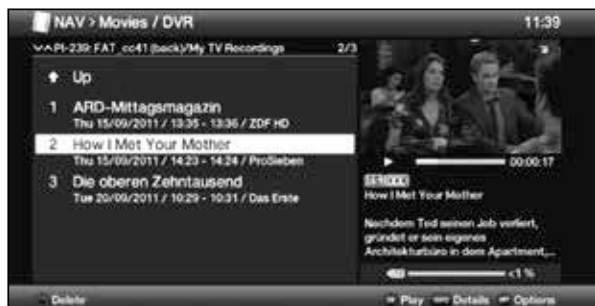 NAV > Movies / DVR
11:39
PI-239: FAT_cc41 (back)/My TV Recordings
2/3
Up
1 ARD-Mittagsmagazin
Thu 15/09/2011 / 13:35 - 13:36 / ZDF HD
2 How I Met Your Mother
Thu 15/09/2011 / 14:23 - 14:24 / ProSieben
3 Die oberen Zehntausend
Tue 20/09/2011 / 10:29 - 10:31 / Das Erste
00:00:17
How I Met Your Mother
Nachdem Ted seinen Job verliert,
gründet er sein eigenes
Architekturbüro in dem Apartment,...
<1 %
Delete
Play
Details
Options